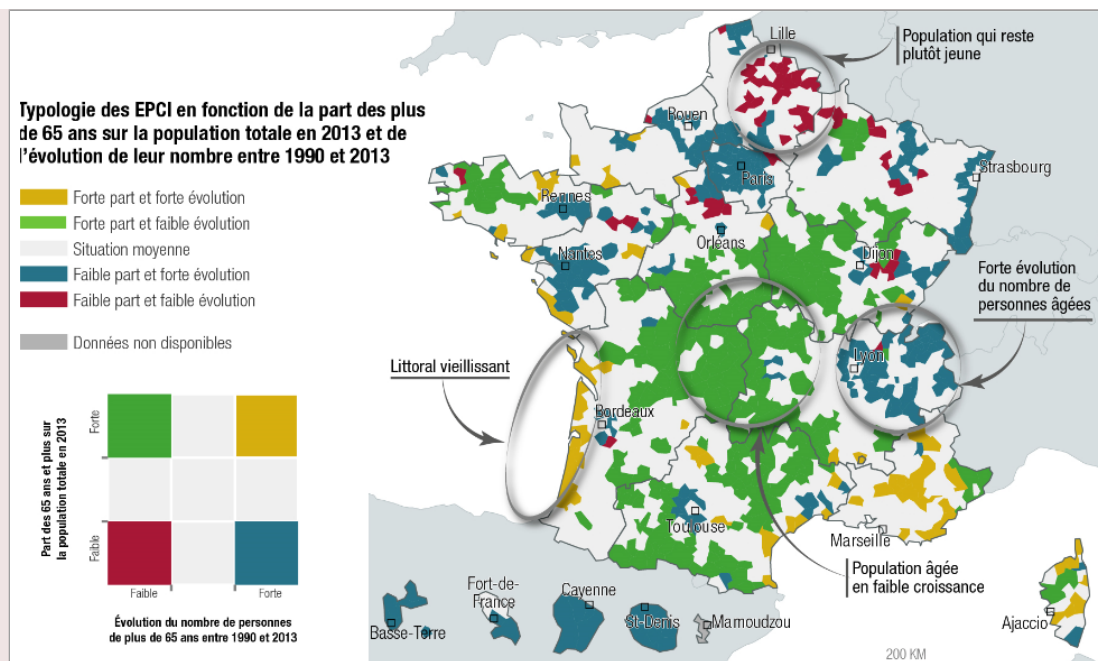 Typologie des EPCI en fonction de la part des plus
de 65 ans sur la population totale en 2013 et de
l'évolution de leur nombre entre 1990 et 2013
Forte part et forte évolution
Forte part et faible évolution
Situation moyenne
Faible part et forte évolution
Faible part et faible évolution
Données non disponibles
Part des 65 ans et plus sur
la population totale en 2013
Forte
Faible
Faible
Forte
Évolution du nombre de personnes
de plus de 65 ans entre 1990 et 2013
Lille
Population qui reste
plutôt jeune
Rouen
Paris
Strasbourg
Rennes
Orléans
Nantes
Dijon
Forte évolution
du nombre de
personnes âgées
Littoral vieillissant
Lyon
Bordeaux
Toulouse
Marseille
Population âgée
en faible croissance
Basse-Terre
Fort-de-
France
Cayenne
St-Denis
Mamoudzou
Ajaccio
200 KM